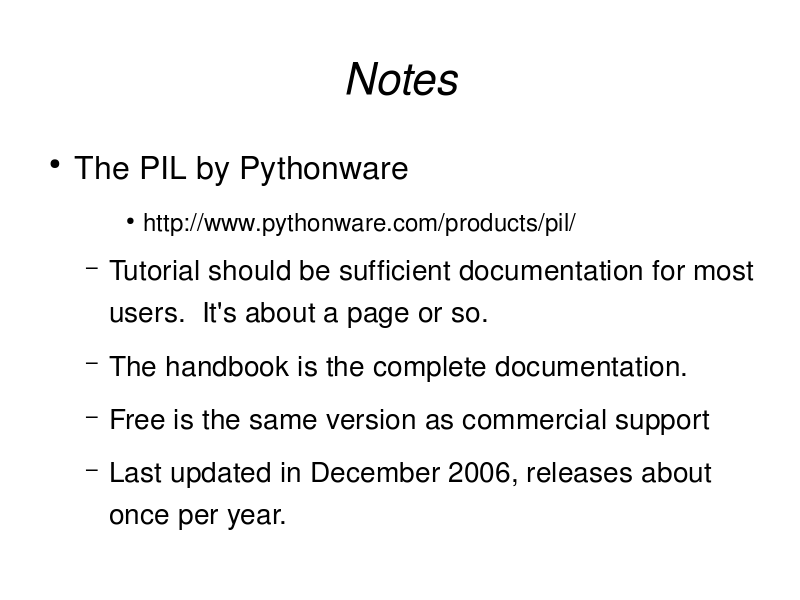 Notes
• The PIL by Pythonware
• http://www.pythonware.com/products/pil/
– Tutorial should be sufficient documentation for most
users.  It's about a page or so.
– The handbook is the complete documentation.
– Free is the same version as commercial support
– Last updated in December 2006, releases about
once per year.